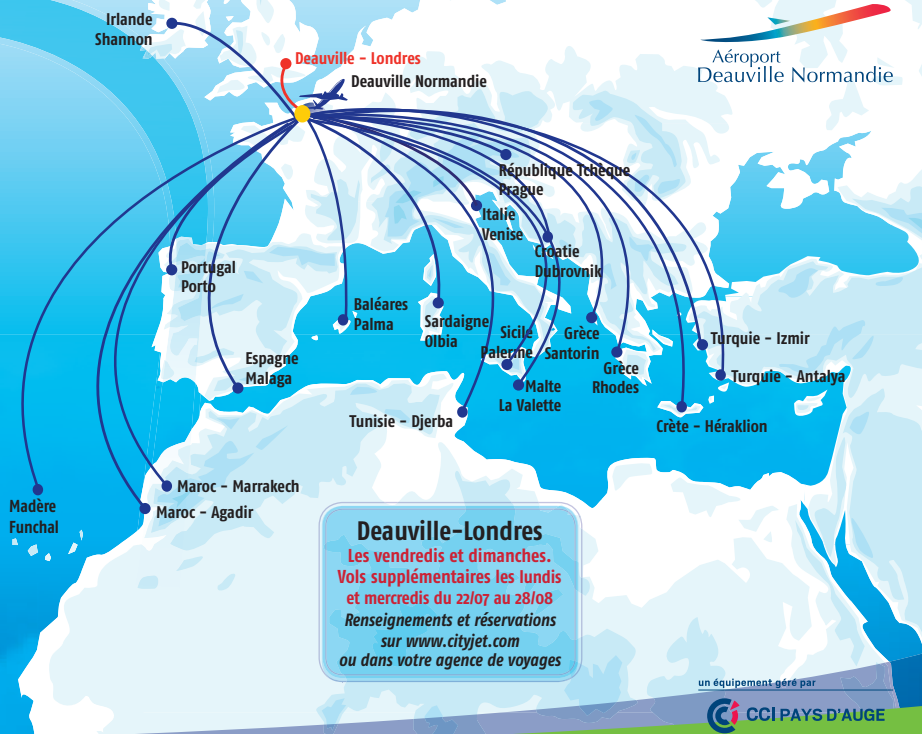 Irlande
Shannon
Deauville - Londres
Deauville Normandie
Aéroport
Deauville Normandie
République Tchèque
Prague
Italie
Venise
Croatie
Dubrovnik
Portugal
Porto
Baléares
Palma
Sardaigne
Olbia
Sicile
Palerme
Grèce
Santorin
Grèce
Rhodes
Turquie - Izmir
Turquie - Antalya
Espagne
Malaga
Malte
La Valette
Tunisie - Djerba
Crète - Héraklion
Madère
Funchal
Maroc - Marrakech
Maroc - Agadir
Deauville-Londres
Les vendredis et dimanches.
Vols supplémentaires les lundis
et mercredis du 22/07 au 28/08
Renseignements et réservations
sur www.cityjet.com
ou dans votre agence de voyages
un équipement géré par
CCI PAYS D'AUGE